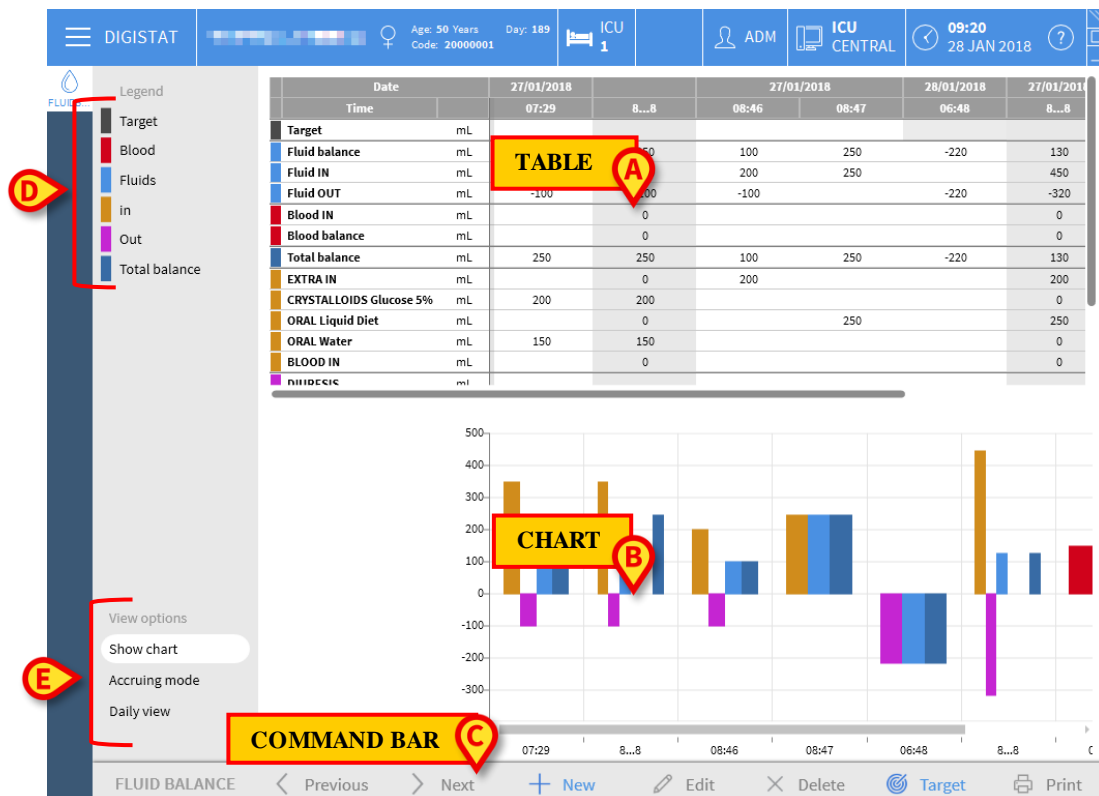 DIGISTAT
Age: 50 Years
Code: 20000001
Day: 189
ICU
1
ADM
ICU
CENTRAL
09:20
28 JAN 2018
?
FLUIDS...
Legend
Target
Blood
Fluids
in
Out
Total balance
D
Date 27/01/2018 27/01/2018 28/01/2018 27/01/201
Time 07:29 8...8 08:46 08:47 06:48 8...8
Target mL
Fluid balance mL 100 250 -220 130
Fluid IN mL 200 250 450
Fluid OUT mL -100 -100 -220 -320
Blood IN mL 0 0
Blood balance mL 0 0
Total balance mL 250 250 100 250 -220 130
EXTRA IN mL 0 200 200
CRYSTALLOIDS Glucose 5% mL 200 200 0
ORAL Liquid Diet mL 0 250 250
ORAL Water mL 150 150 0
BLOOD IN mL 0 0
DIURESIS mL
TABLE
A
500
400
300
200
100
0
-100
-200
-300
CHART
B
07:29 8...8 08:46 08:47 06:48 8...8
View options
Show chart
Accruing mode
Daily view
E
COMMAND BAR
C
FLUID BALANCE Previous Next New Edit Delete Target Print